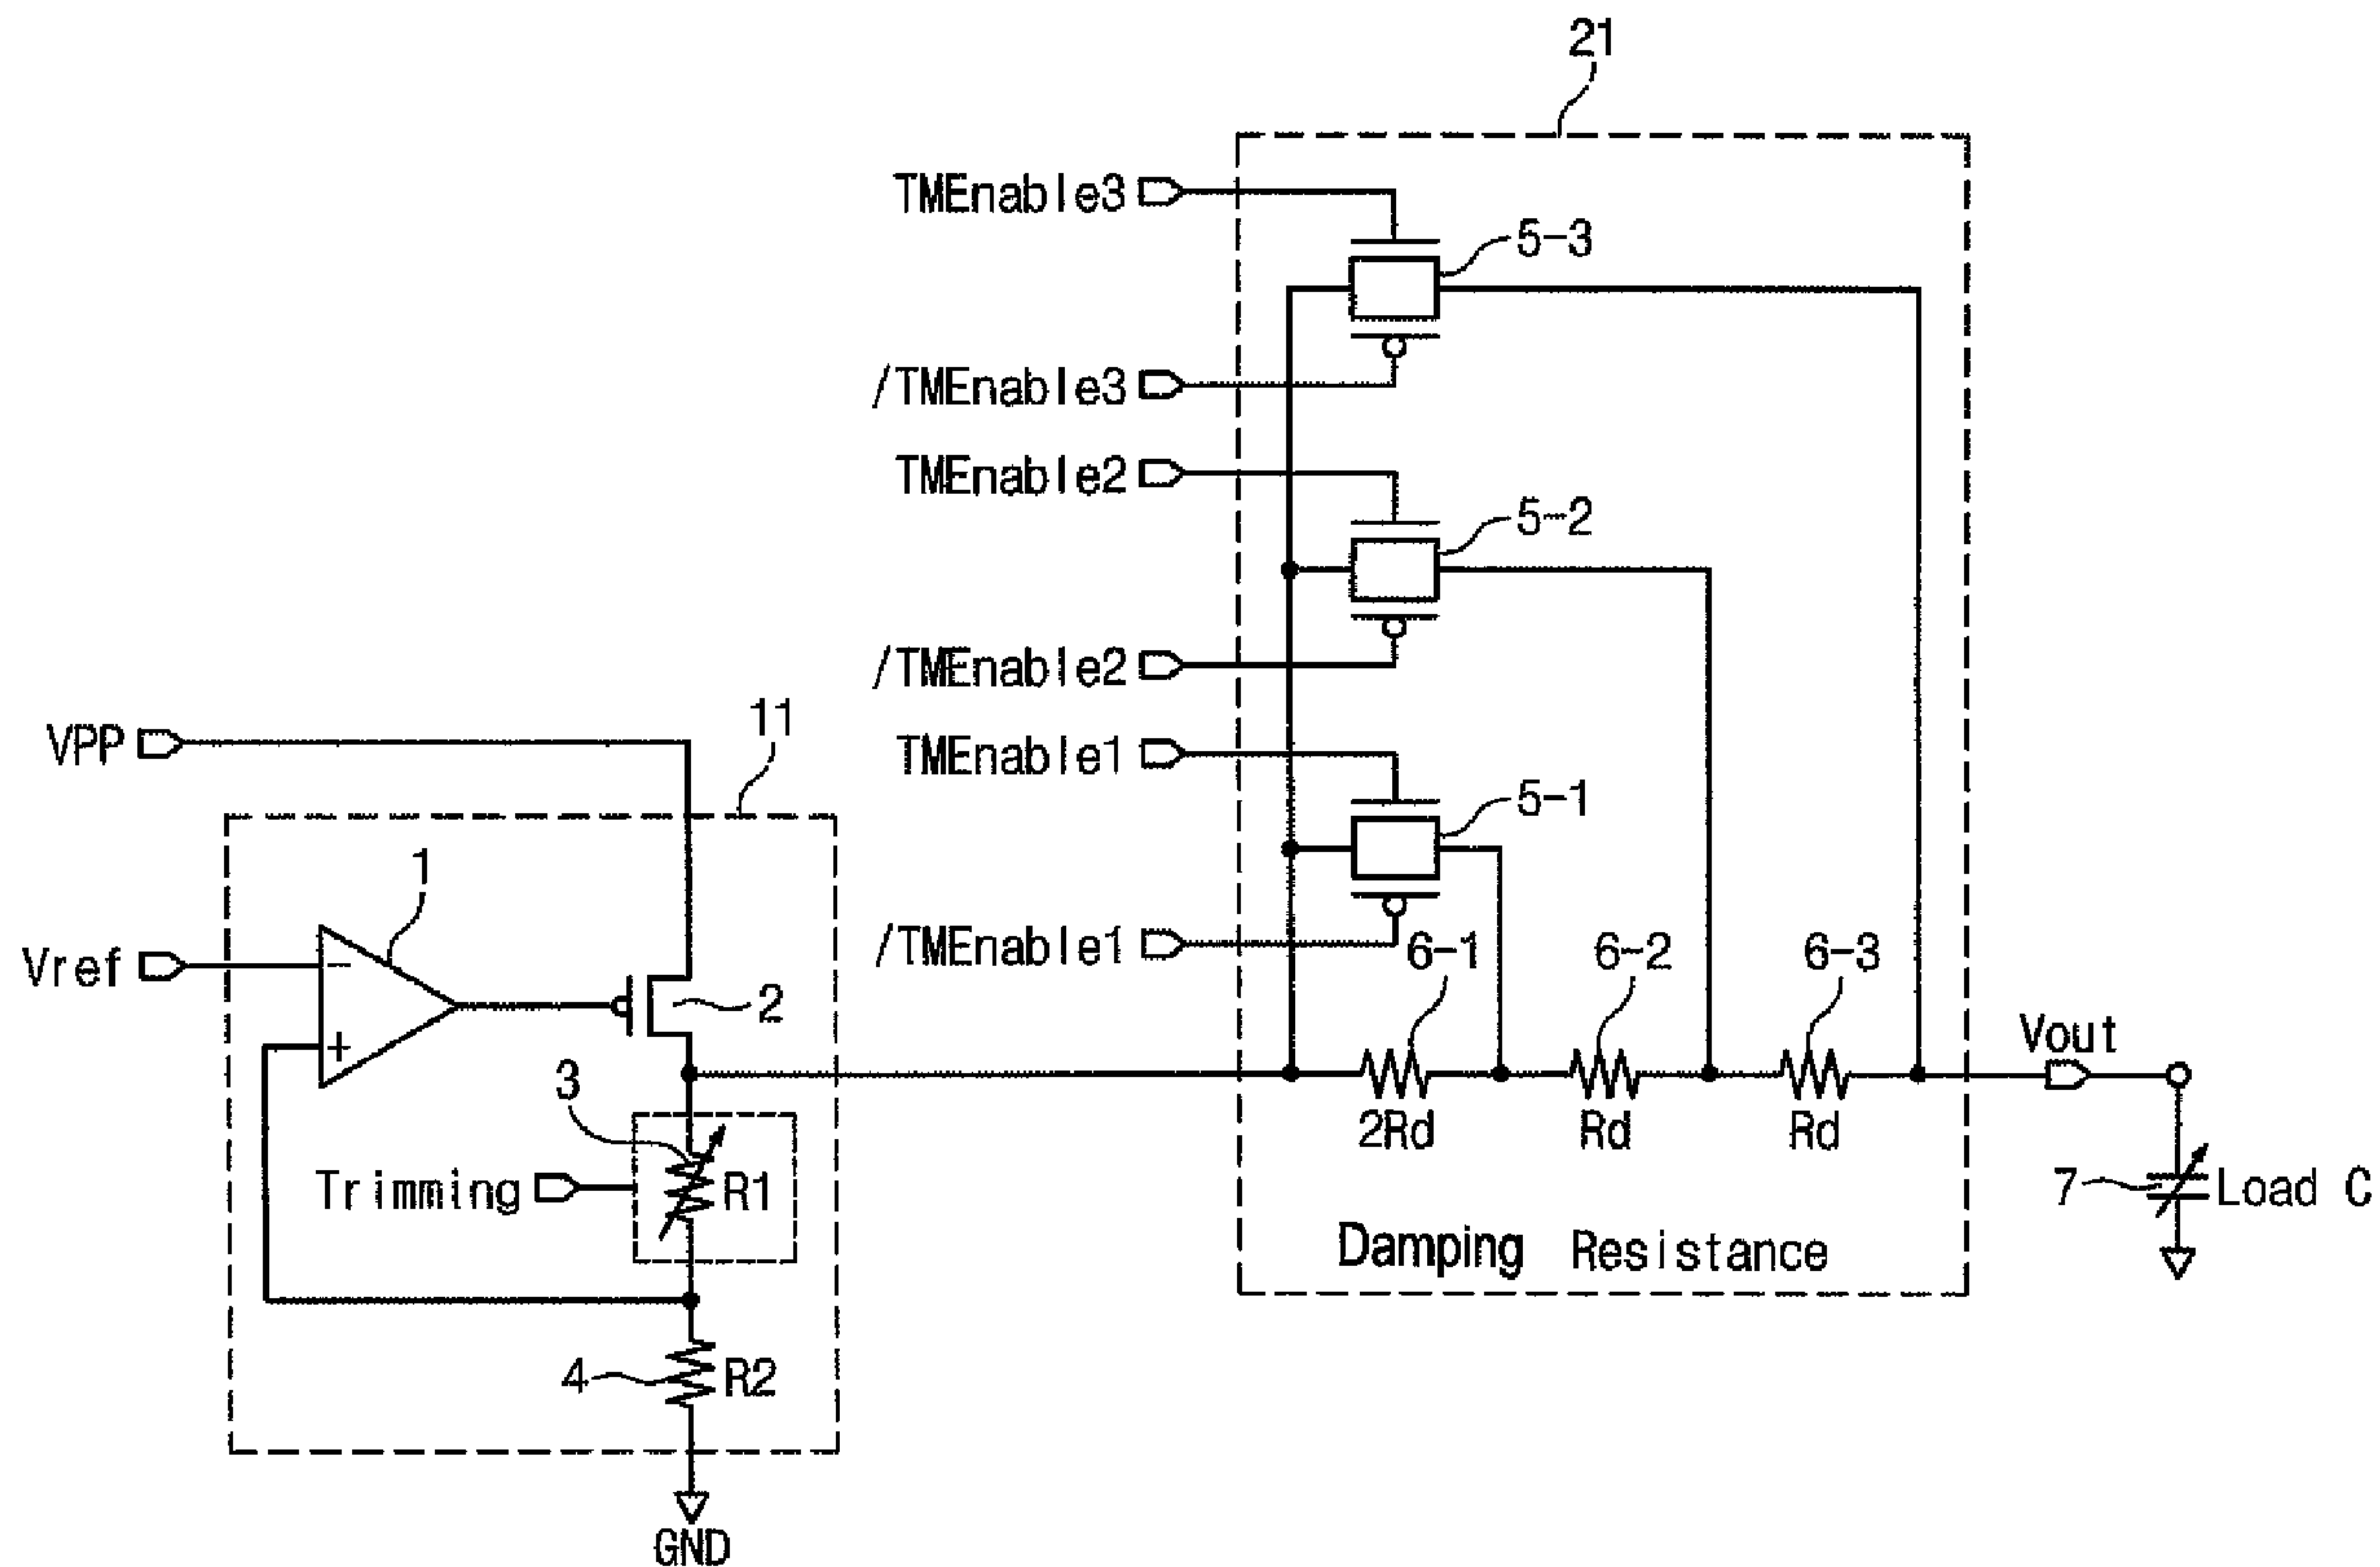 21
TMEnable3
5-3
/TMEnable3
TMEnable2
5-2
/TMEnable2
11
VPP
TMEnable1
5-1
1
/TMEnable1
6-1
6-2
6-3
Vref
-
2
Vout
+
3
2Rd
Rd
Rd
Trimming
R1
7
Load C
Damping Resistance
4
R2
GND